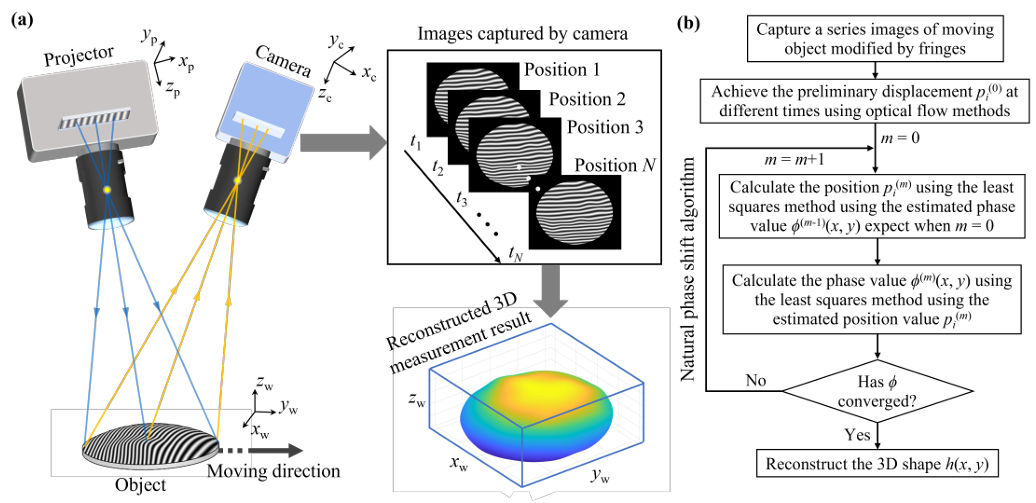 (a)
Projector
y_p
x_p
z_p
Camera
y_c
x_c
z_c
Images captured by camera
Position 1
Position 2
Position 3
Position N
t_1
t_2
t_3
t_N
Reconstructed 3D
measurement result
z_w
x_w
y_w
z_w
y_w
x_w
Moving direction
Object
(b)
Capture a series images of moving
object modified by fringes
Achieve the preliminary displacement p_i^(0) at
different times using optical flow methods
m = 0
m = m+1
Natural phase shift algorithm
Calculate the position p_i^(m) using the least
squares method using the estimated phase
value ϕ^(m-1)(x, y) expect when m = 0
Calculate the phase value ϕ^(m)(x, y) using
the least squares method using the
estimated position value p_i^(m)
No
Has ϕ
converged?
Yes
Reconstruct the 3D shape h(x, y)